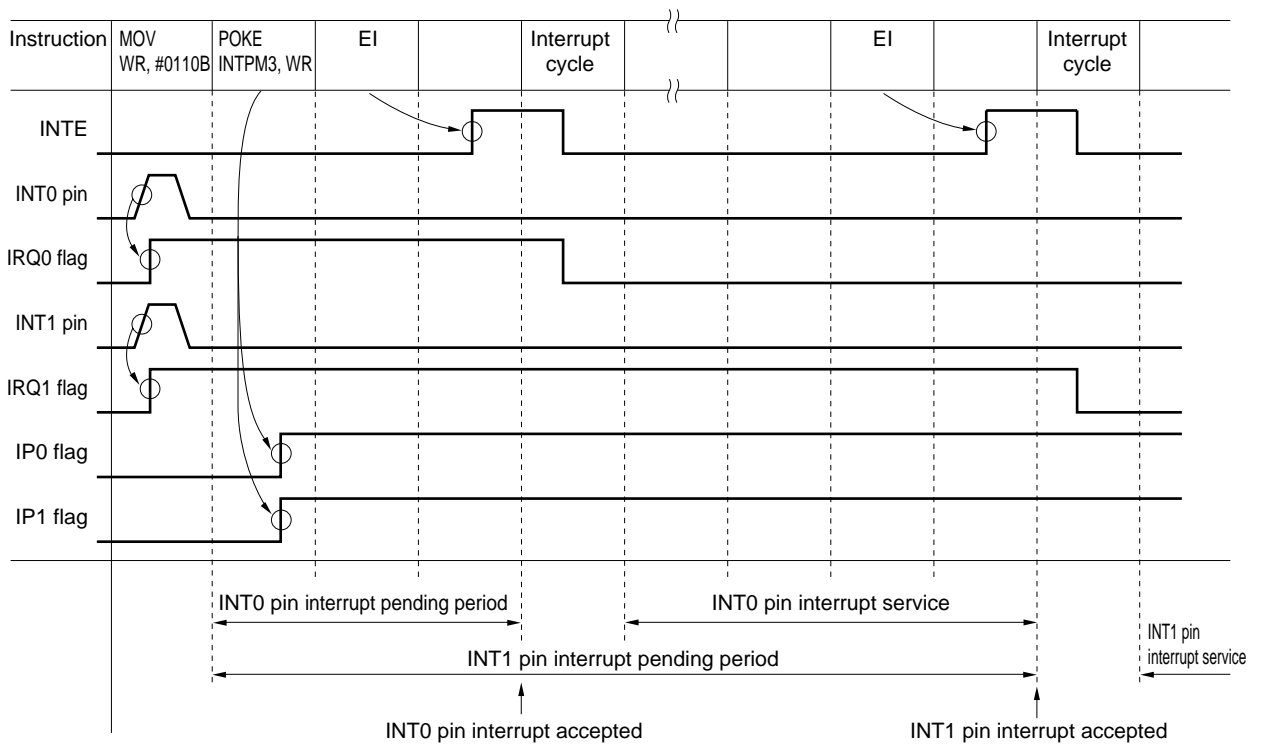 Instruction MOV POKE EI Interrupt EI Interrupt
WR, #0110B INTPM3, WR cycle cycle
INTE
INT0 pin
IRQ0 flag
INT1 pin
IRQ1 flag
IP0 flag
IP1 flag
INT0 pin interrupt pending period INT0 pin interrupt service
INT1 pin
INT1 pin interrupt pending period interrupt service
INT0 pin interrupt accepted INT1 pin interrupt accepted